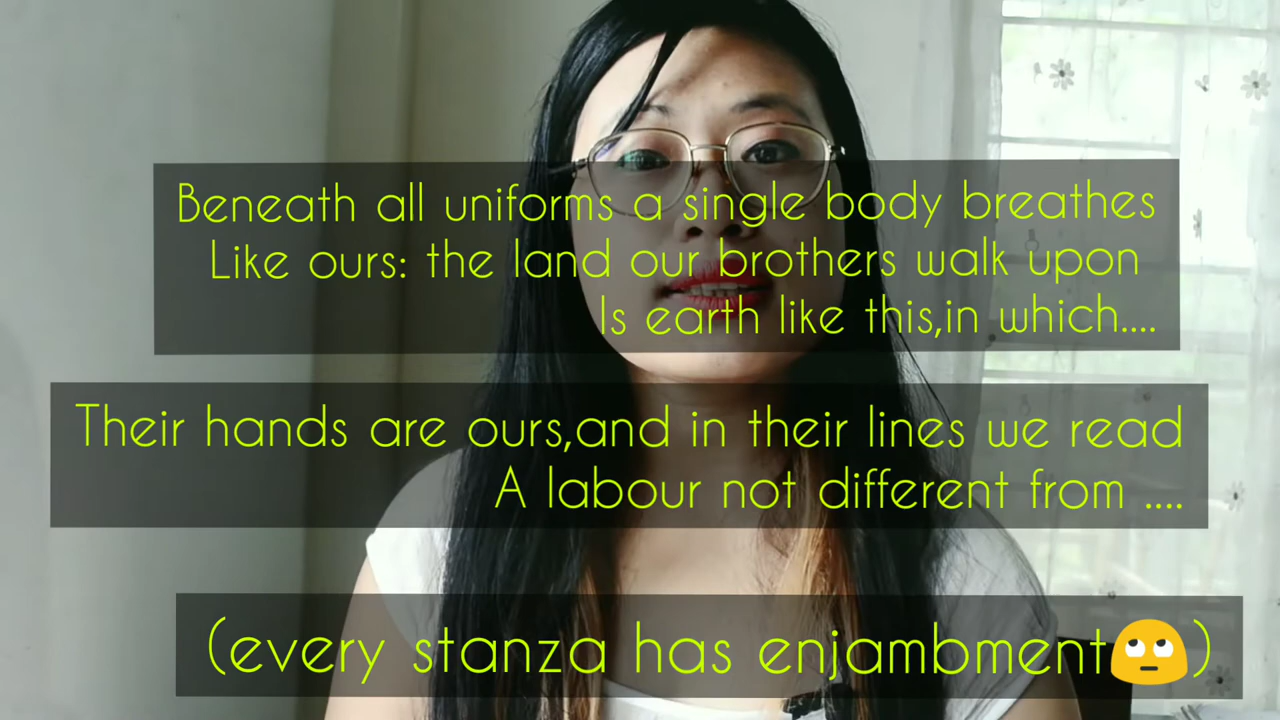 Beneath all uniforms a single body breathes
Like ours: the land our brothers walk upon
Is earth like this,in which....
Their hands are ours,and in their lines we read
A labour not different from ....
(every stanza has enjambment🙄)